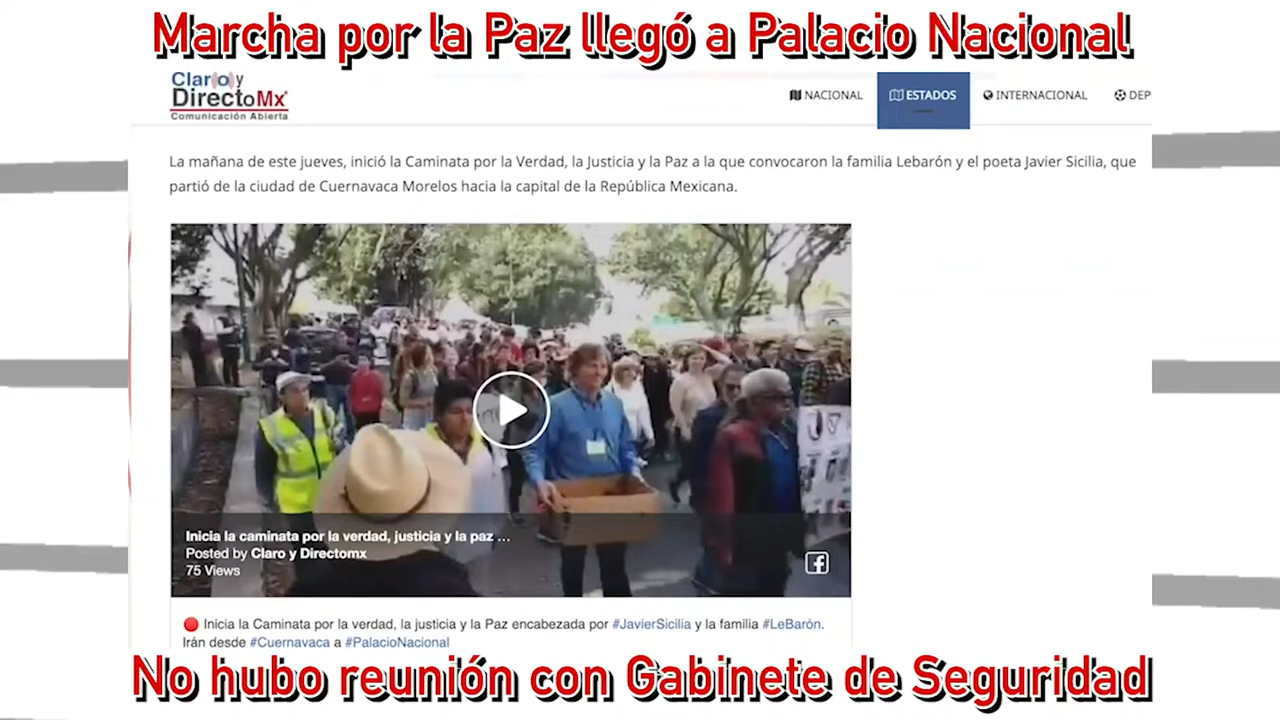 Marcha por la Paz llegó a Palacio Nacional
Claro y
DirectoMx
Comunicación Abierta
NACIONAL
ESTADOS
INTERNACIONAL
DEP
La mañana de este jueves, inició la Caminata por la Verdad, la Justicia y la Paz a la que convocaron la familia Lebarón y el poeta Javier Sicilia, que
partió de la ciudad de Cuernavaca Morelos hacia la capital de la República Mexicana.
Inicia la caminata por la verdad, justicia y la paz ...
Posted by Claro y Directomx
75 Views
Inicia la Caminata por la verdad, la justicia y la Paz encabezada por #JavierSicilia y la familia #LeBarón.
Irán desde #Cuernavaca a #PalacioNacional
No hubo reunión con Gabinete de Seguridad